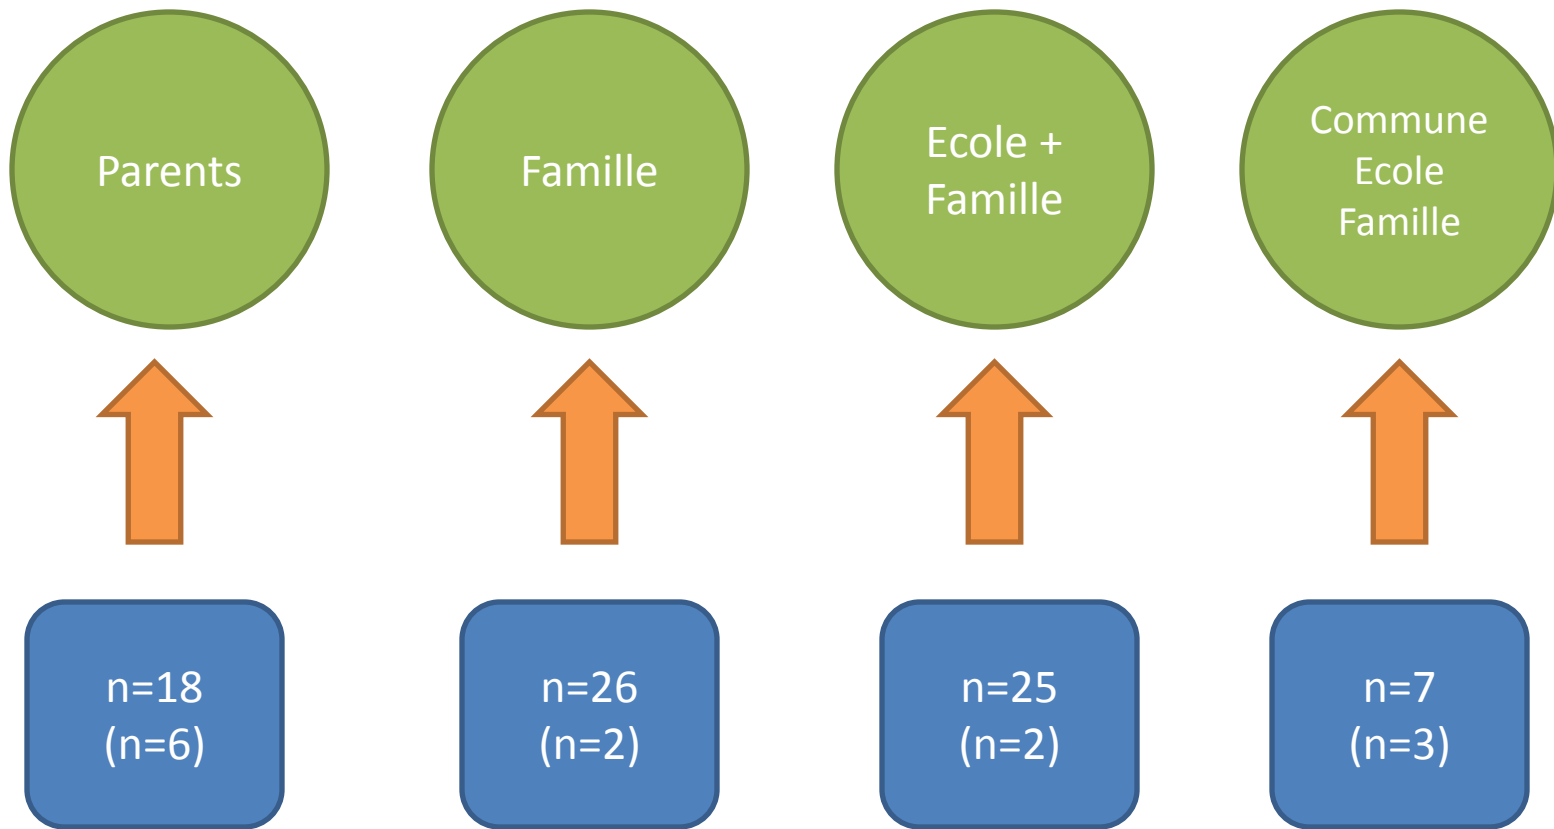 Parents
Famille
Ecole +
Famille
Commune
Ecole
Famille
n=18
(n=6)
n=26
(n=2)
n=25
(n=2)
n=7
(n=3)